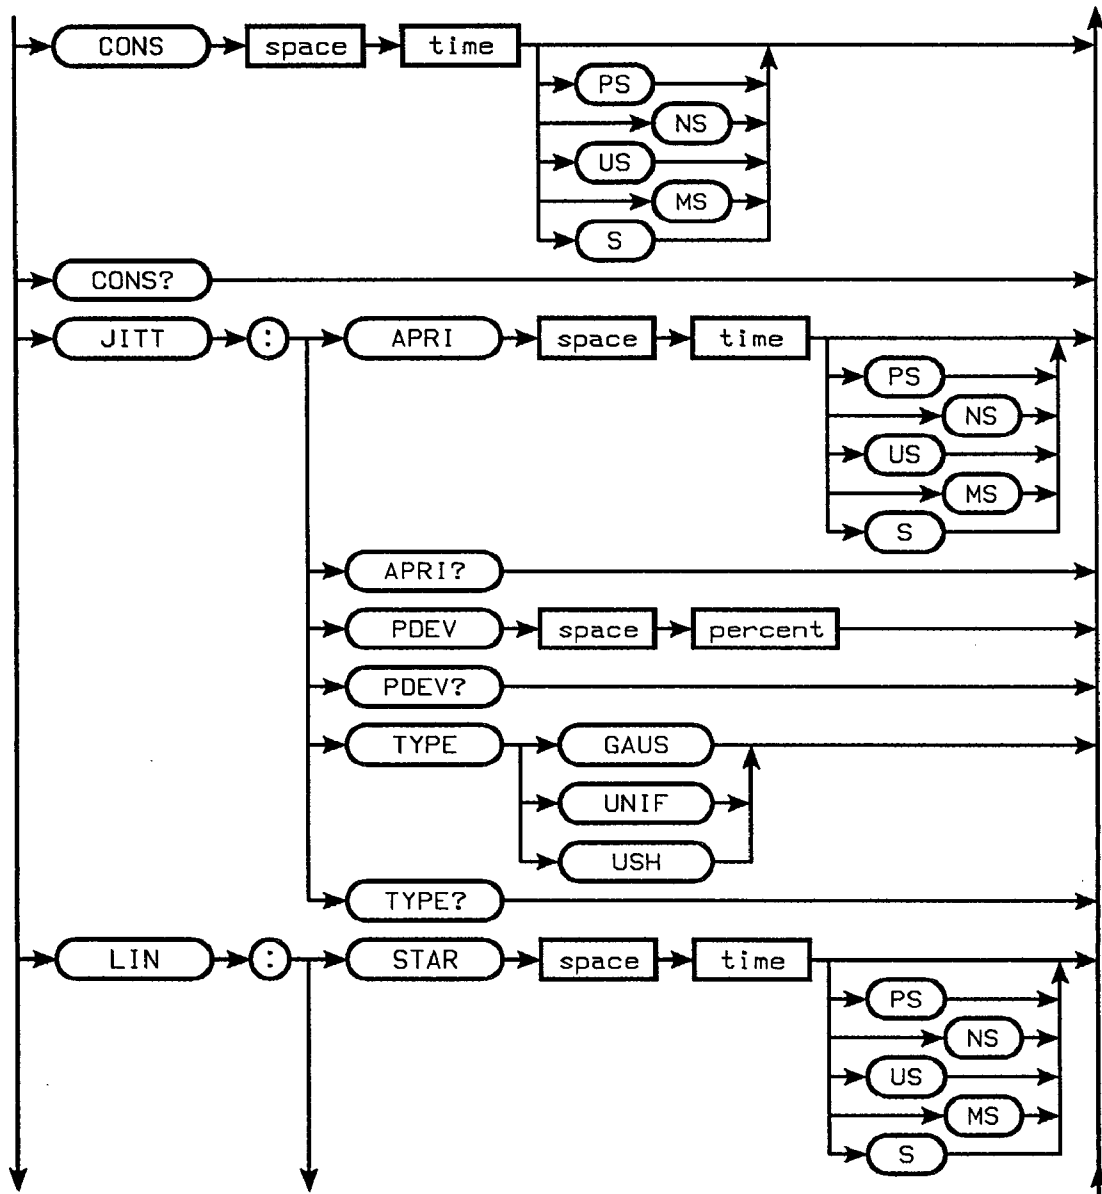 CONS space time
PS
NS
US
MS
S
CONS?
JITT : APRI space time
PS
NS
US
MS
S
APRI?
PDEV space percent
PDEV?
TYPE GAUS
UNIF
USH
TYPE?
LIN : STAR space time
PS
NS
US
MS
S